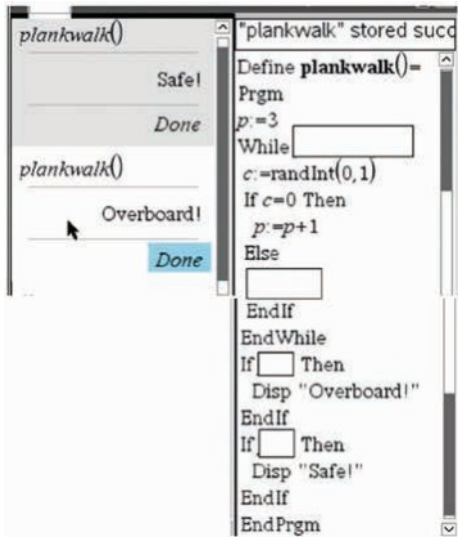 plankwalk()
Safe!
Done
plankwalk()
Overboard!
Done
"plankwalk" stored succ
Define plankwalk()=
Prgm
p:=3
While
c:=randInt(0,1)
If c=0 Then
p:=p+1
Else
EndIf
EndWhile
If Then
Disp "Overboard!"
EndIf
If Then
Disp "Safe!"
EndIf
EndPrgm